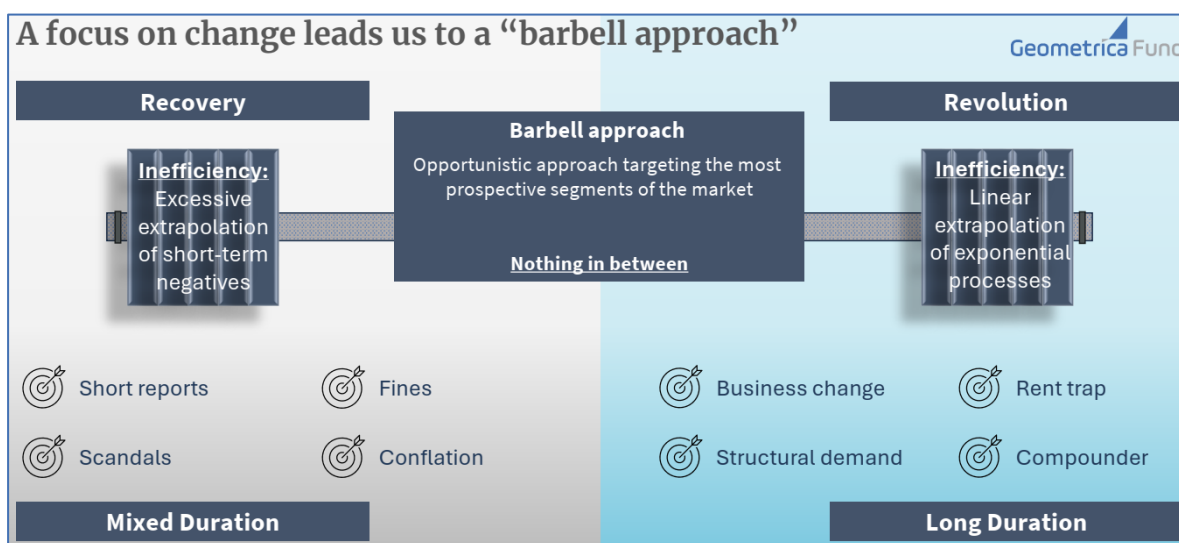 A focus on change leads us to a “barbell approach”
Geometrica Fund
Recovery
Revolution
Barbell approach
Opportunistic approach targeting the most
prospective segments of the market
Nothing in between
Inefficiency:
Excessive
extrapolation
of short-term
negatives
Inefficiency:
Linear
extrapolation
of exponential
processes
Short reports
Fines
Scandals
Conflation
Business change
Rent trap
Structural demand
Compounder
Mixed Duration
Long Duration